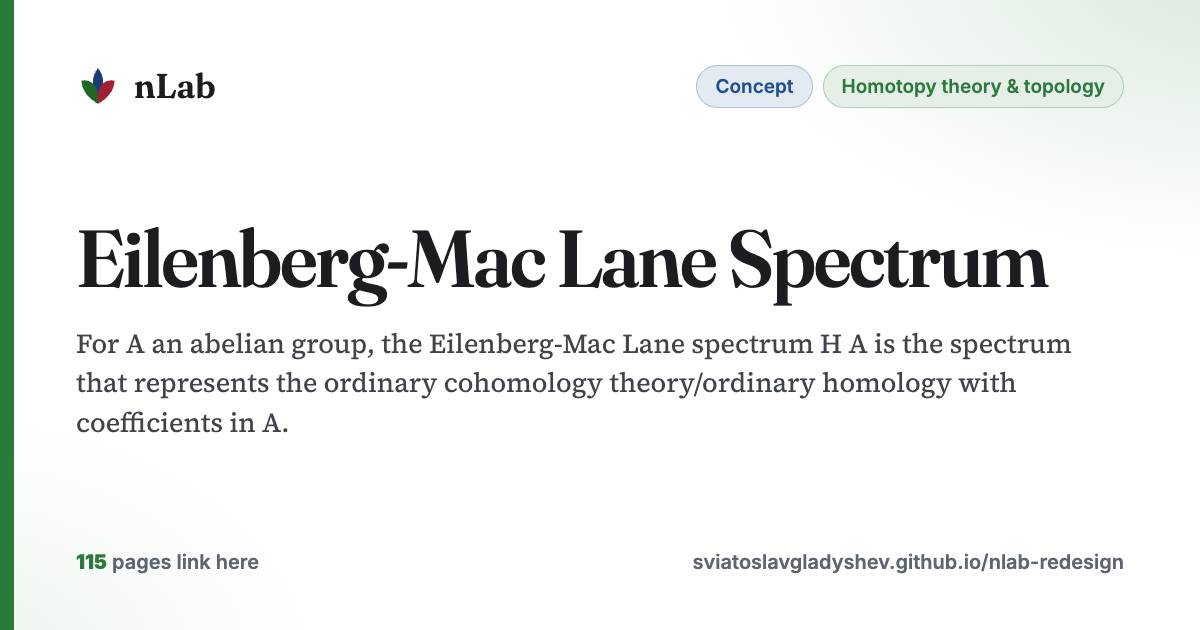 nLab
Concept
Homotopy theory & topology
Eilenberg-Mac Lane Spectrum
For A an abelian group, the Eilenberg-Mac Lane spectrum H A is the spectrum
that represents the ordinary cohomology theory/ordinary homology with
coefficients in A.
115 pages link here
sviatoslavgladyshev.github.io/nlab-redesign